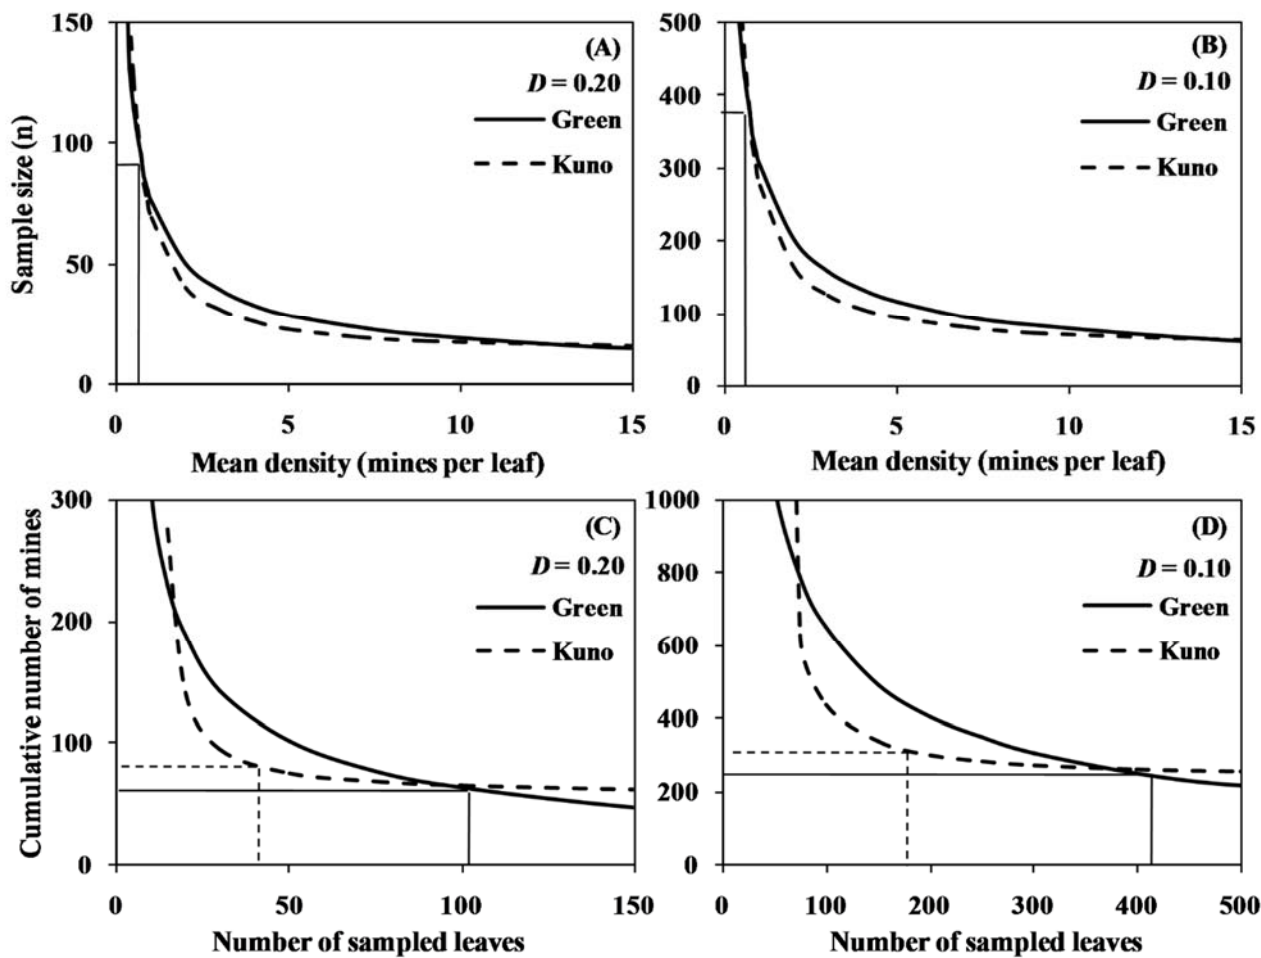 150
(A)
D = 0.20
Green
Kuno
100
50
0
Sample size (n)
0 5 10 15
Mean density (mines per leaf)
500
(B)
D = 0.10
Green
Kuno
400
300
200
100
0
0 5 10 15
Mean density (mines per leaf)
300
(C)
D = 0.20
Green
Kuno
200
100
0
Cumulative number of mines
0 50 100 150
Number of sampled leaves
1000
(D)
D = 0.10
Green
Kuno
800
600
400
200
0
0 100 200 300 400 500
Number of sampled leaves